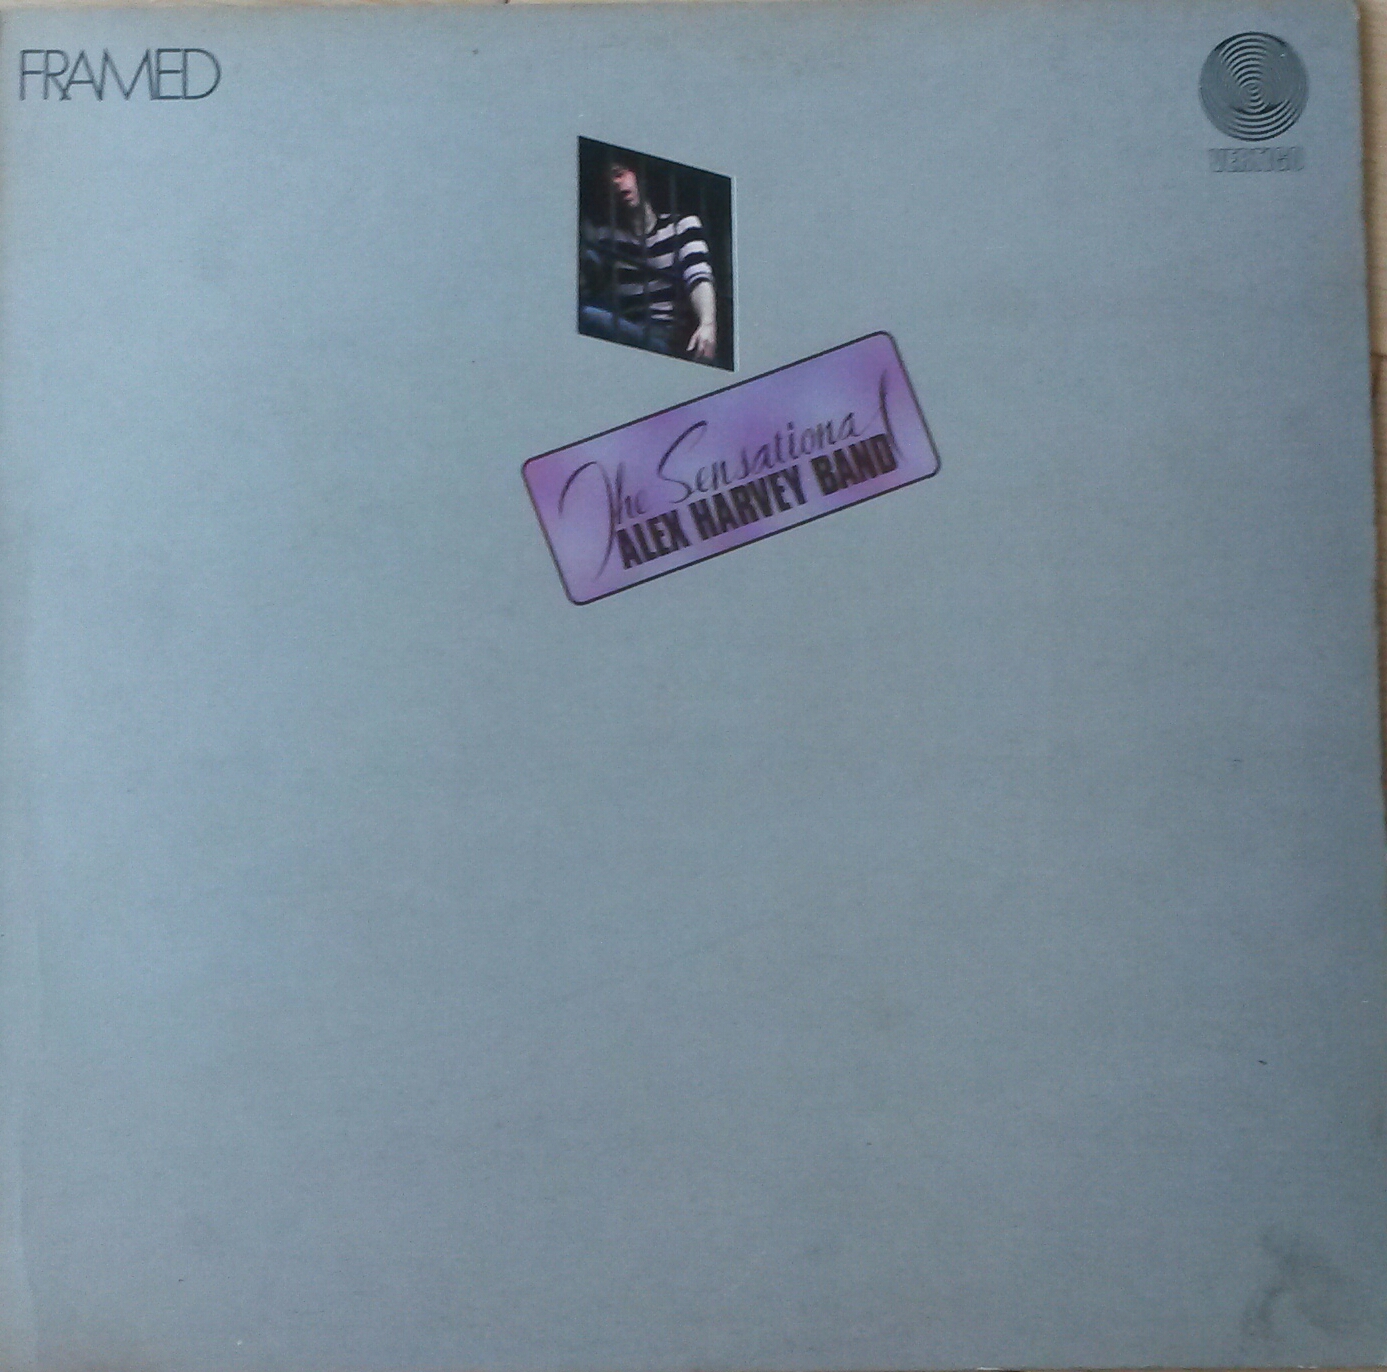 FRAMED
VERTIGO
The Sensational
ALEX HARVEY BAND